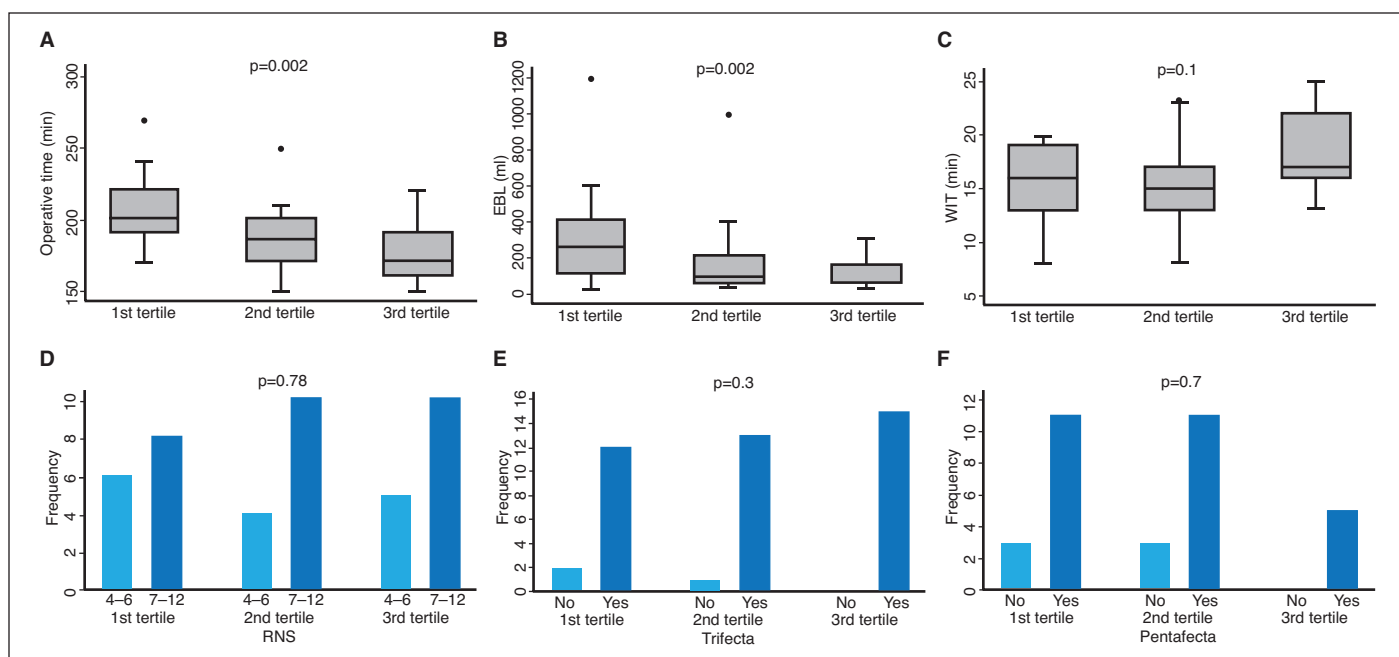 A
p=0.002
Operative time (min)
300
250
200
150
1st tertile 2nd tertile 3rd tertile
B
p=0.002
EBL (ml)
1200
1000
800
600
400
200
0
1st tertile 2nd tertile 3rd tertile
C
p=0.1
WIT (min)
25
20
15
10
5
1st tertile 2nd tertile 3rd tertile
D
p=0.78
Frequency
10
8
6
4
2
0
4–6 7–12 4–6 7–12 4–6 7–12
1st tertile 2nd tertile 3rd tertile
RNS
E
p=0.3
Frequency
16
14
12
10
8
6
4
2
0
No Yes No Yes No Yes
1st tertile 2nd tertile 3rd tertile
Trifecta
F
p=0.7
Frequency
12
10
8
6
4
2
0
No Yes No Yes No Yes
1st tertile 2nd tertile 3rd tertile
Pentafecta